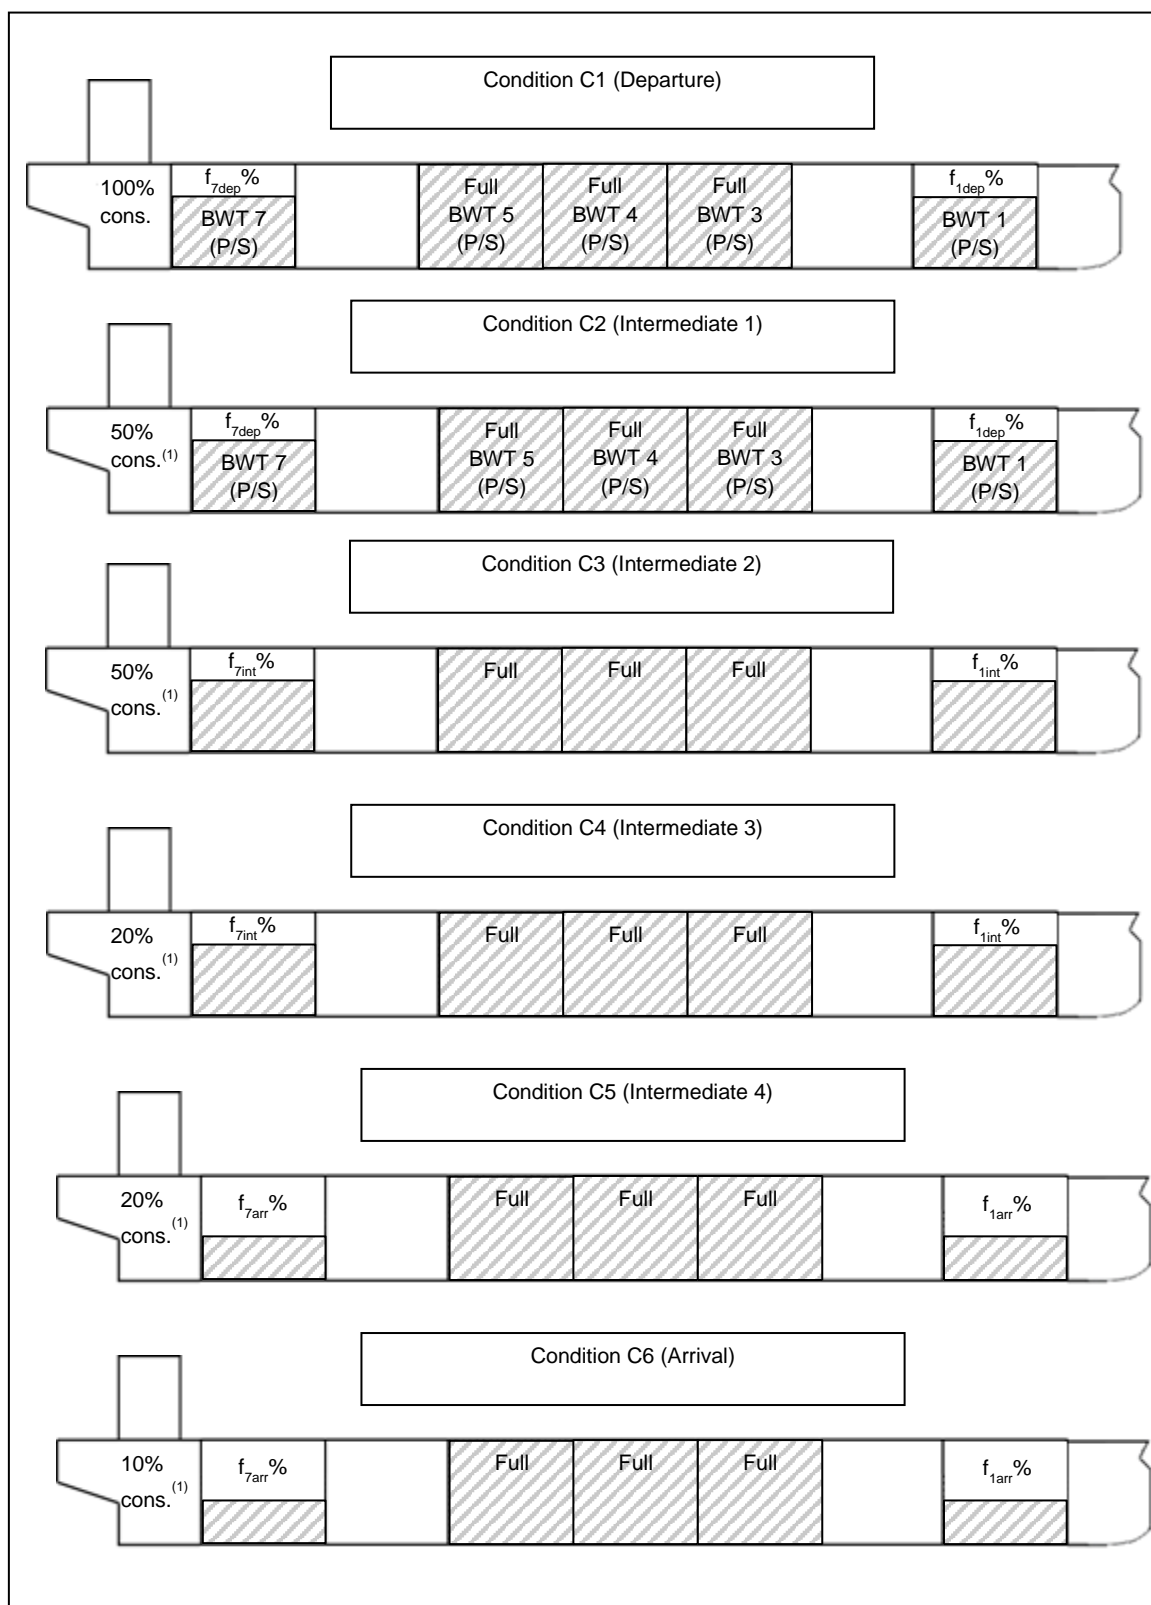 Condition C1 (Departure)
100%
cons.
f7dep%
BWT 7
(P/S)
Full
BWT 5
(P/S)
Full
BWT 4
(P/S)
Full
BWT 3
(P/S)
f1dep%
BWT 1
(P/S)
Condition C2 (Intermediate 1)
50%
cons.(1)
f7dep%
BWT 7
(P/S)
Full
BWT 5
(P/S)
Full
BWT 4
(P/S)
Full
BWT 3
(P/S)
f1dep%
BWT 1
(P/S)
Condition C3 (Intermediate 2)
50%
cons.(1)
f7int%
Full
Full
Full
f1int%
Condition C4 (Intermediate 3)
20%
cons.(1)
f7int%
Full
Full
Full
f1int%
Condition C5 (Intermediate 4)
20%
cons.(1)
f7arr%
Full
Full
Full
f1arr%
Condition C6 (Arrival)
10%
cons.(1)
f7arr%
Full
Full
Full
f1arr%